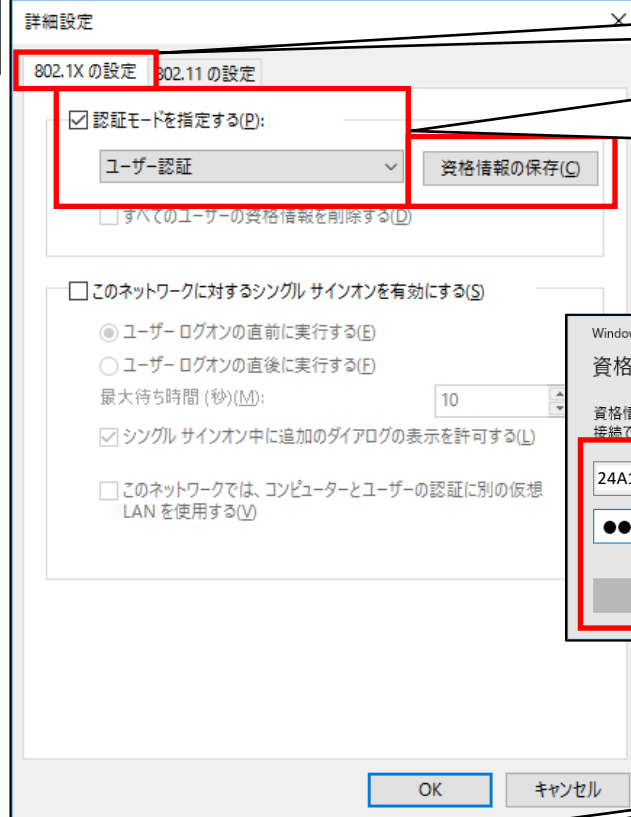 詳細設定
802.1X の設定
802.11 の設定
認証モードを指定する(P):
ユーザー認証
資格情報の保存(C)
すべてのユーザーの資格情報を削除する(D)
このネットワークに対するシングル サインオンを有効にする(S)
ユーザー ログオンの直前に実行する(E)
ユーザー ログオンの直後に実行する(F)
最大待ち時間 (秒)(M):
10
シングル サインオン中に追加のダイアログの表示を許可する(L)
このネットワークでは、コンピューターとユーザーの認証に別の仮想
LAN を使用する(V)
Window
資格
資格情
接続で
24A1
●●
OK
キャンセル